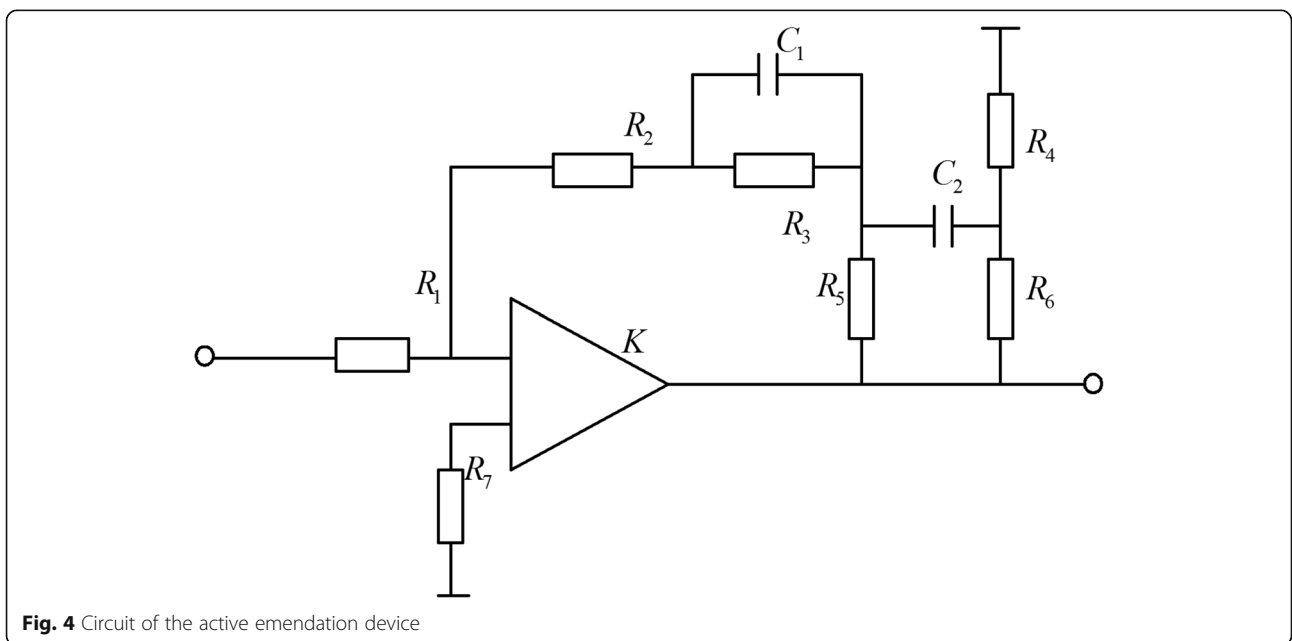 C₁
R₂
R₄
C₂
R₃
R₁
R₅
R₆
K
R₇
Fig. 4 Circuit of the active emendation device